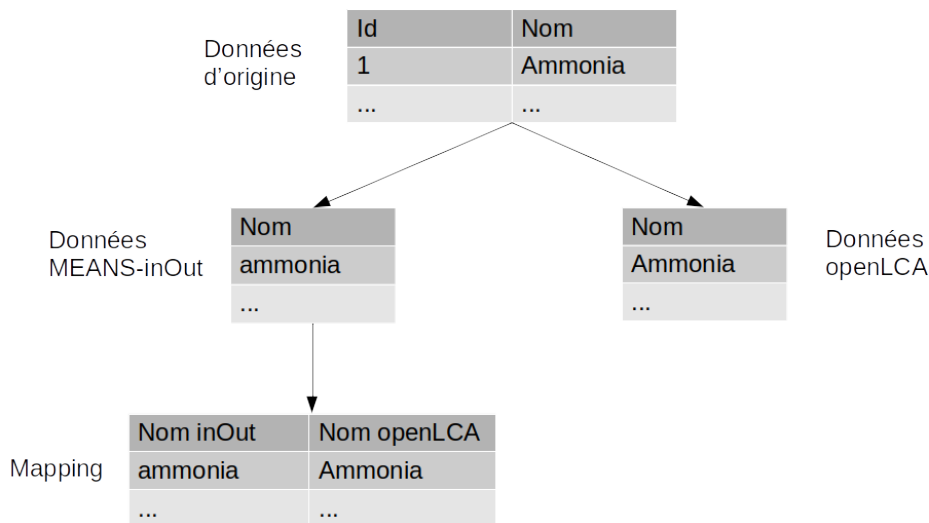 Données
d’origine
Id Nom
1 Ammonia
... ...
Données
MEANS-inOut
Nom
ammonia
...
Nom
Ammonia
...
Données
openLCA
Mapping
Nom inOut Nom openLCA
ammonia Ammonia
... ...